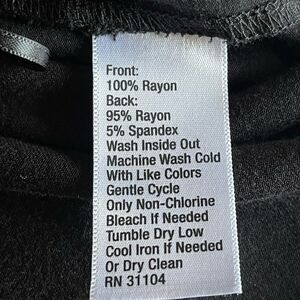 Front:
100% Rayon
Back:
95% Rayon
5% Spandex
Wash Inside Out
Machine Wash Cold
With Like Colors
Gentle Cycle
Only Non-Chlorine
Bleach If Needed
Tumble Dry Low
Cool Iron If Needed
Or Dry Clean
RN 31104